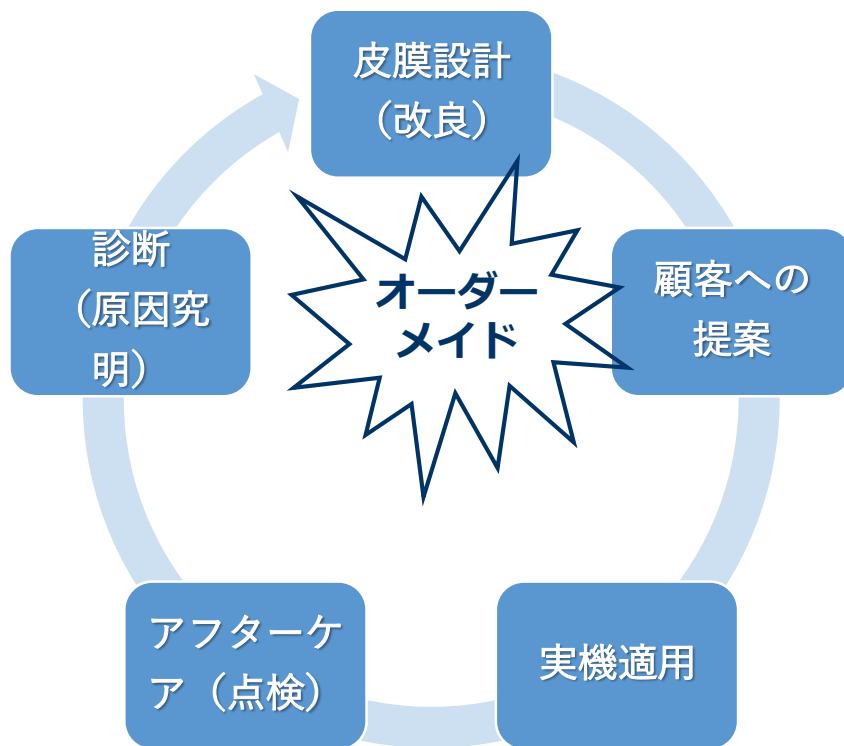 皮膜設計
（改良）
診断
（原因究
明）
オーダー
メイド
顧客への
提案
アフターケ
ア（点検）
実機適用